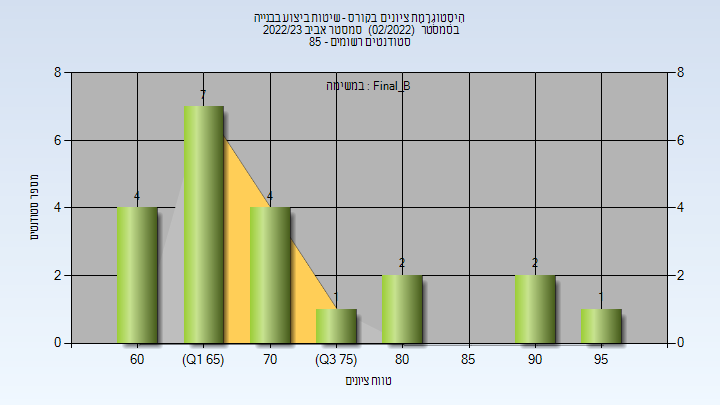 הִיסְטוֹגְרַמַת ציונים בקורס - שיטות ביצוע בבנייה
בסמסטר (02/2022) סמסטר אביב 2022/23
סטודנטים רשומים - 85
במשימה : Final_B
8 8
6 6
4 4
2 2
0 0
7
4 4
2 2
1 1
מספר סטודנטים
60 (Q1 65) 70 (Q3 75) 80 85 90 95
טווח ציונים